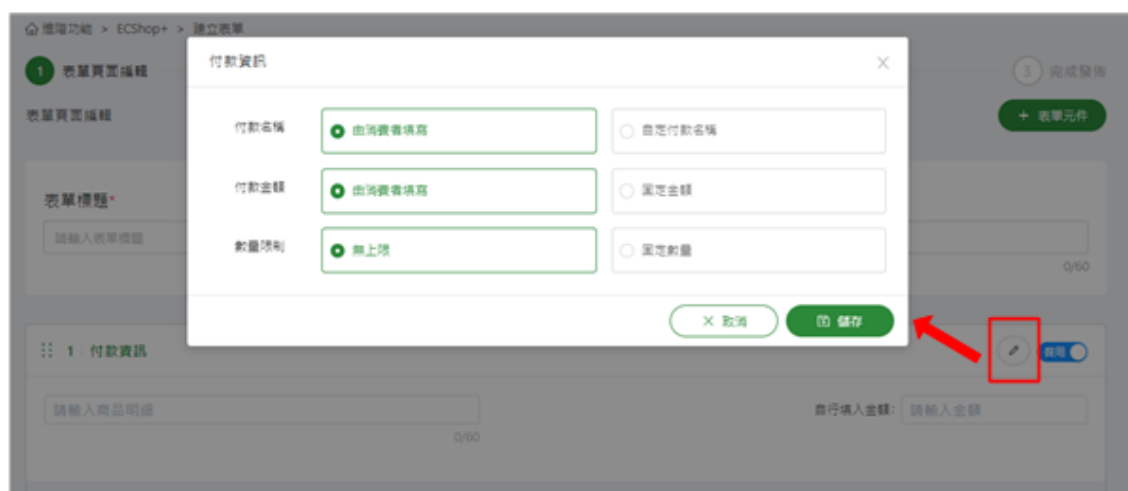 進階功能 > ECShop+ > 建立表單
1 表單頁面編輯
3 完成發佈
表單頁面編輯
+ 表單元件
付款資訊
付款名稱 由消費者填寫 自定付款名稱
付款金額 由消費者填寫 固定金額
數量限制 無上限 固定數量
取消 儲存
表單標題*
請輸入表單標題
0/60
1 付款資訊
啟用
請輸入商品明細
自行填入金額: 請輸入金額
0/60